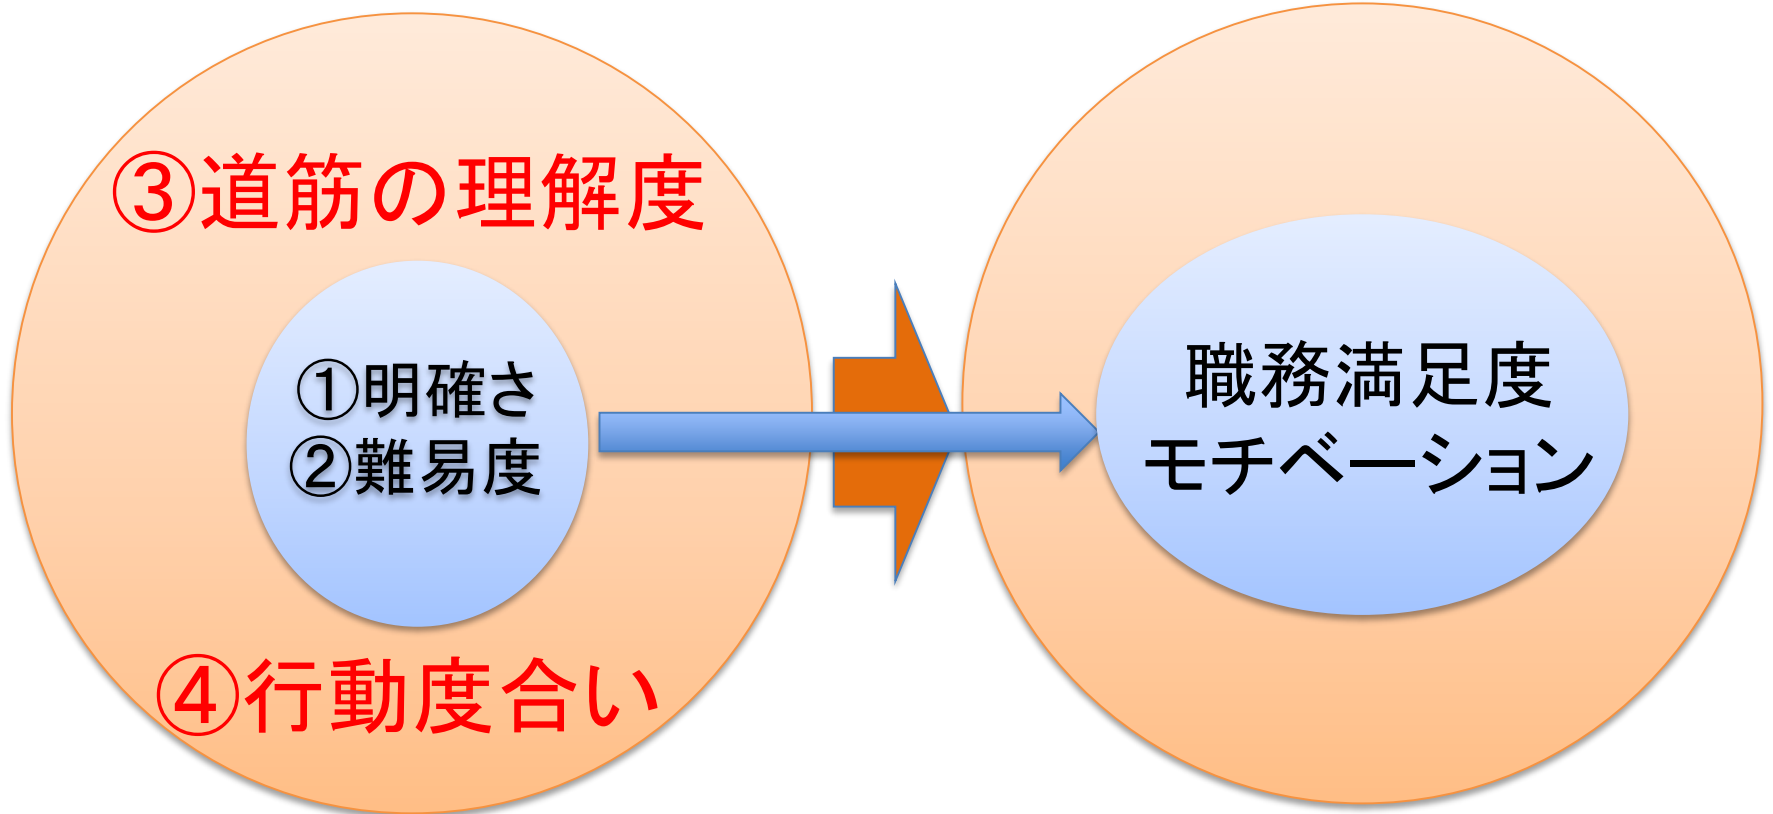 ③道筋の理解度
①明確さ
②難易度
④行動度合い
職務満足度
モチベーション